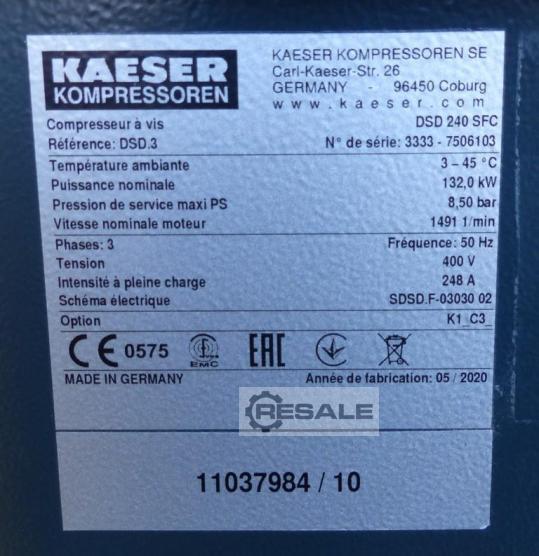 KAESER
KOMPRESSOREN
KAESER KOMPRESSOREN SE
Carl-Kaeser-Str. 26
GERMANY - 96450 Coburg
www.kaeser.com
Compresseur à vis DSD 240 SFC
Référence: DSD.3 N° de série: 3333 - 7506103
Température ambiante 3 – 45 °C
Puissance nominale 132,0 kW
Pression de service maxi PS 8,50 bar
Vitesse nominale moteur 1491 1/min
Phases: 3 Fréquence: 50 Hz
Tension 400 V
Intensité à pleine charge 248 A
Schéma électrique SDSD.F-03030 02
Option K1_C3_
CE 0575 EMC EAC
MADE IN GERMANY Année de fabrication: 05 / 2020
RESALE
11037984 / 10